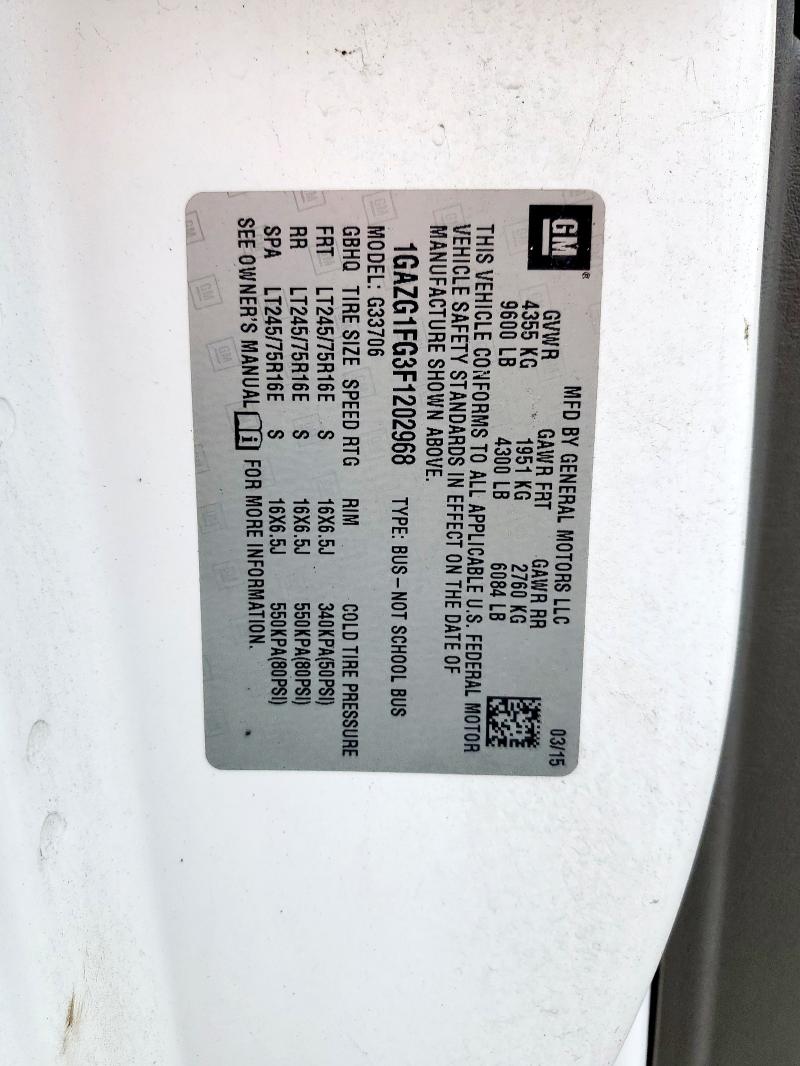 GM®
MFD BY GENERAL MOTORS LLC 03/15
GVWR GAWR FRT GAWR RR
4355 KG 1951 KG 2760 KG
9600 LB 4300 LB 6084 LB
THIS VEHICLE CONFORMS TO ALL APPLICABLE U.S. FEDERAL MOTOR
VEHICLE SAFETY STANDARDS IN EFFECT ON THE DATE OF
MANUFACTURE SHOWN ABOVE.
1GAZG1FG3F1202968 TYPE: BUS – NOT SCHOOL BUS
MODEL: G33706
GBHQ TIRE SIZE SPEED RTG RIM COLD TIRE PRESSURE
FRT LT245/75R16E S 16X6.5J 340KPA(50PSI)
RR LT245/75R16E S 16X6.5J 550KPA(80PSI)
SPA LT245/75R16E S 16X6.5J 550KPA(80PSI)
SEE OWNER'S MANUAL i FOR MORE INFORMATION.